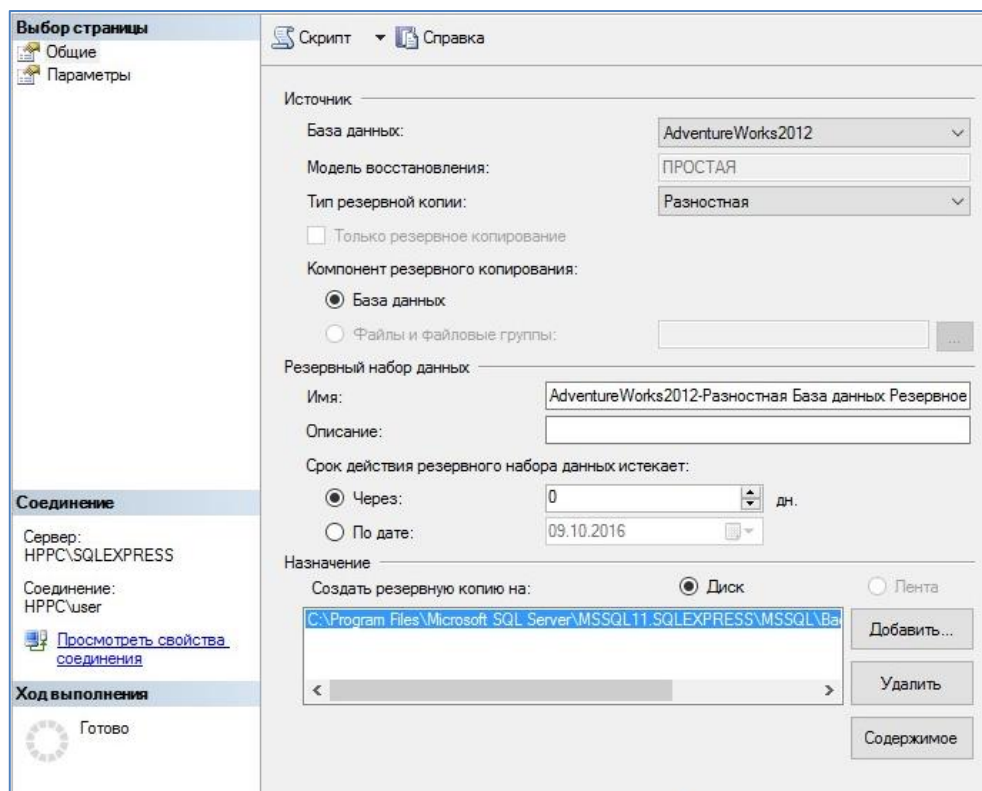 Выбор страницы
Общие
Параметры
Скрипт
Справка
Источник
База данных:
AdventureWorks2012
Модель восстановления:
ПРОСТАЯ
Тип резервной копии:
Разностная
Только резервное копирование
Компонент резервного копирования:
База данных
Файлы и файловые группы:
...
Резервный набор данных
Имя:
AdventureWorks2012-Разностная База данных Резервное
Описание:
Срок действия резервного набора данных истекает:
Через:
0
дн.
По дате:
09.10.2016
Назначение
Создать резервную копию на:
Диск
Лента
C:\Program Files\Microsoft SQL Server\MSSQL11.SQLEXPRESS\MSSQL\Ba
Добавить...
Удалить
Содержимое
Соединение
Сервер:
HPPC\SQLEXPRESS
Соединение:
HPPC\user
Просмотреть свойства
соединения
Ход выполнения
Готово